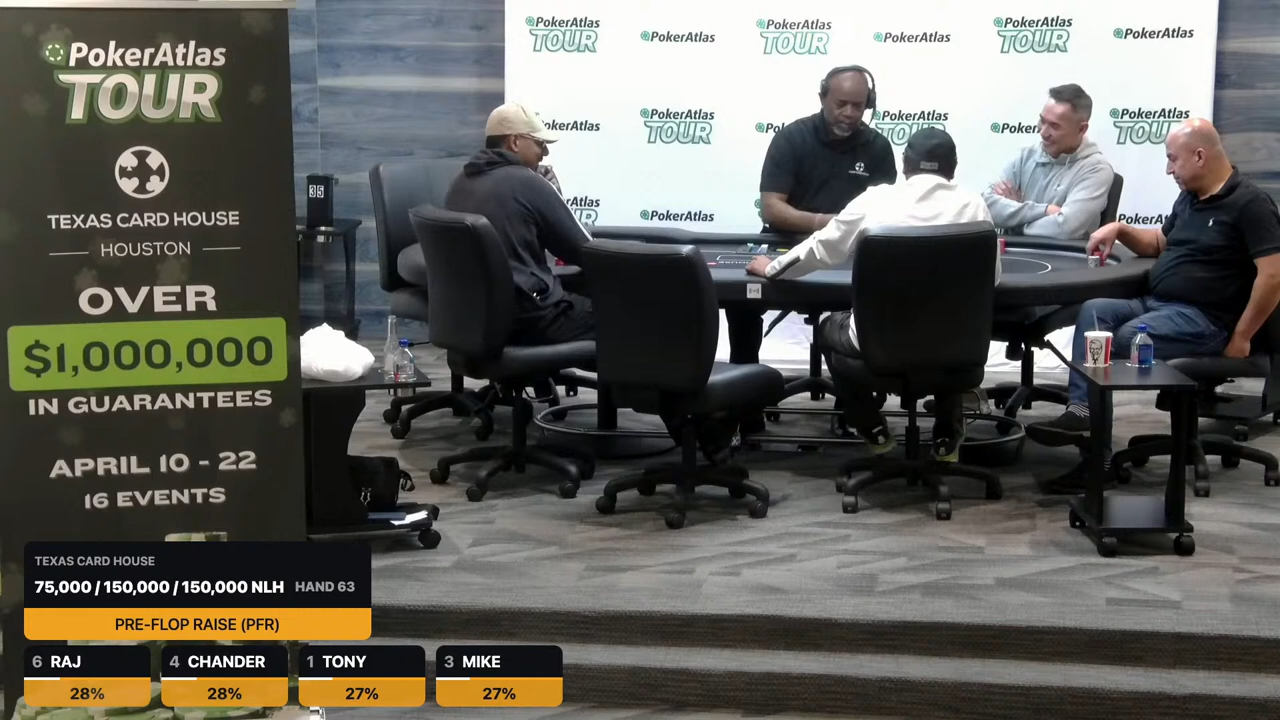 PokerAtlas
TOUR
TEXAS CARD HOUSE
HOUSTON
OVER
$1,000,000
IN GUARANTEES
APRIL 10 - 22
16 EVENTS
PokerAtlas
TOUR
PokerAtlas
PokerAtlas
TOUR
PokerAtlas
PokerAtlas
TOUR
PokerAtlas
PokerAtlas
TOUR
PokerAtlas
TOUR
PokerAtlas
TOUR
PokerAtlas
35
TEXAS CARD HOUSE
75,000 / 150,000 / 150,000 NLH HAND 63
PRE-FLOP RAISE (PFR)
6 RAJ
28%
4 CHANDER
28%
1 TONY
27%
3 MIKE
27%
KFC